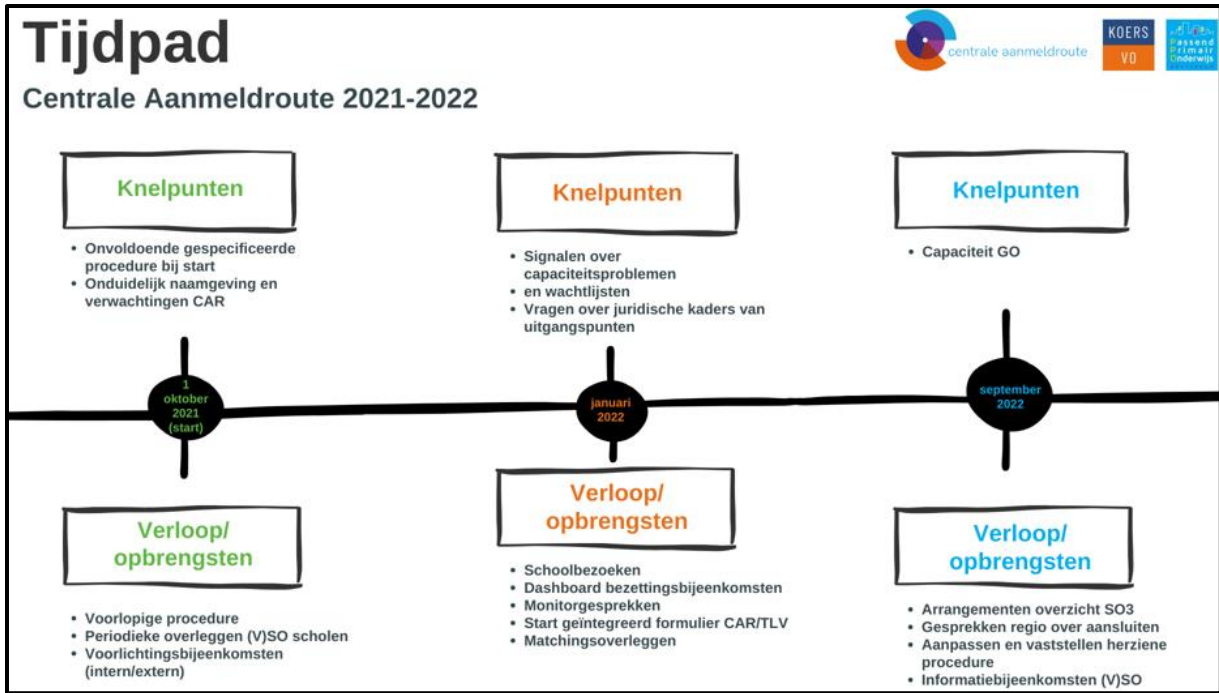 Tijdpad
Centrale Aanmeldroute 2021-2022
centrale aanmeldroute
KOERS
VO
Passend
Primair
Onderwijs
Knelpunten
• Onvoldoende gespecificeerde
procedure bij start
• Onduidelijk naamgeving en
verwachtingen CAR
Knelpunten
• Signalen over
capaciteitsproblemen
• en wachtlijsten
• Vragen over juridische kaders van
uitgangspunten
Knelpunten
• Capaciteit GO
1
oktober
2021
(start)
januari
2022
september
2022
Verloop/
opbrengsten
• Voorlopige procedure
• Periodieke overleggen (V)SO scholen
• Voorlichtingsbijeenkomsten
(intern/extern)
Verloop/
opbrengsten
• Schoolbezoeken
• Dashboard bezettingsbijeenkomsten
• Monitorgesprekken
• Start geïntegreerd formulier CAR/TLV
• Matchingsoverleggen
Verloop/
opbrengsten
• Arrangementen overzicht SO3
• Gesprekken regio over aansluiten
• Aanpassen en vaststellen herziene
procedure
• Informatiebijeenkomsten (V)SO